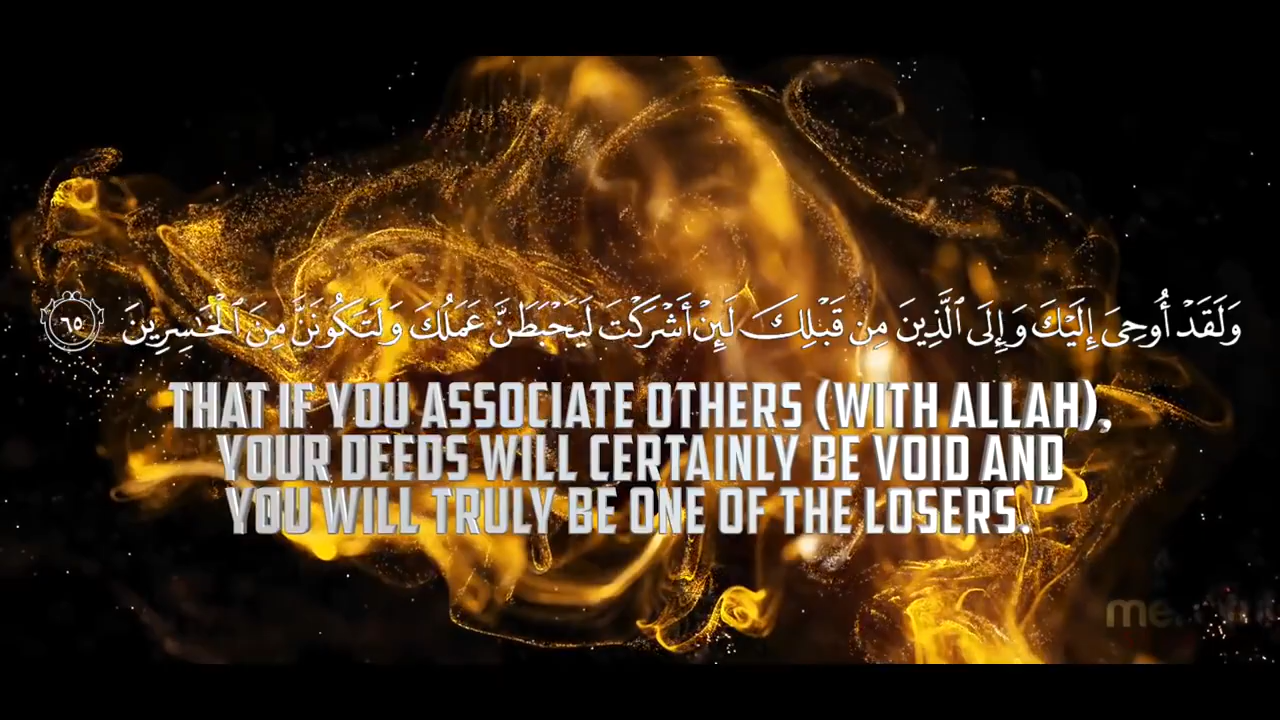 وَلَقَدْ أُوحِىَ إِلَيْكَ وَإِلَى ٱلَّذِينَ مِن قَبْلِكَ لَئِنْ أَشْرَكْتَ لَيَحْبَطَنَّ عَمَلُكَ وَلَتَكُونَنَّ مِنَ ٱلْخَـٰسِرِينَ ٦٥
THAT IF YOU ASSOCIATE OTHERS (WITH ALLAH),
YOUR DEEDS WILL CERTAINLY BE VOID AND
YOU WILL TRULY BE ONE OF THE LOSERS."